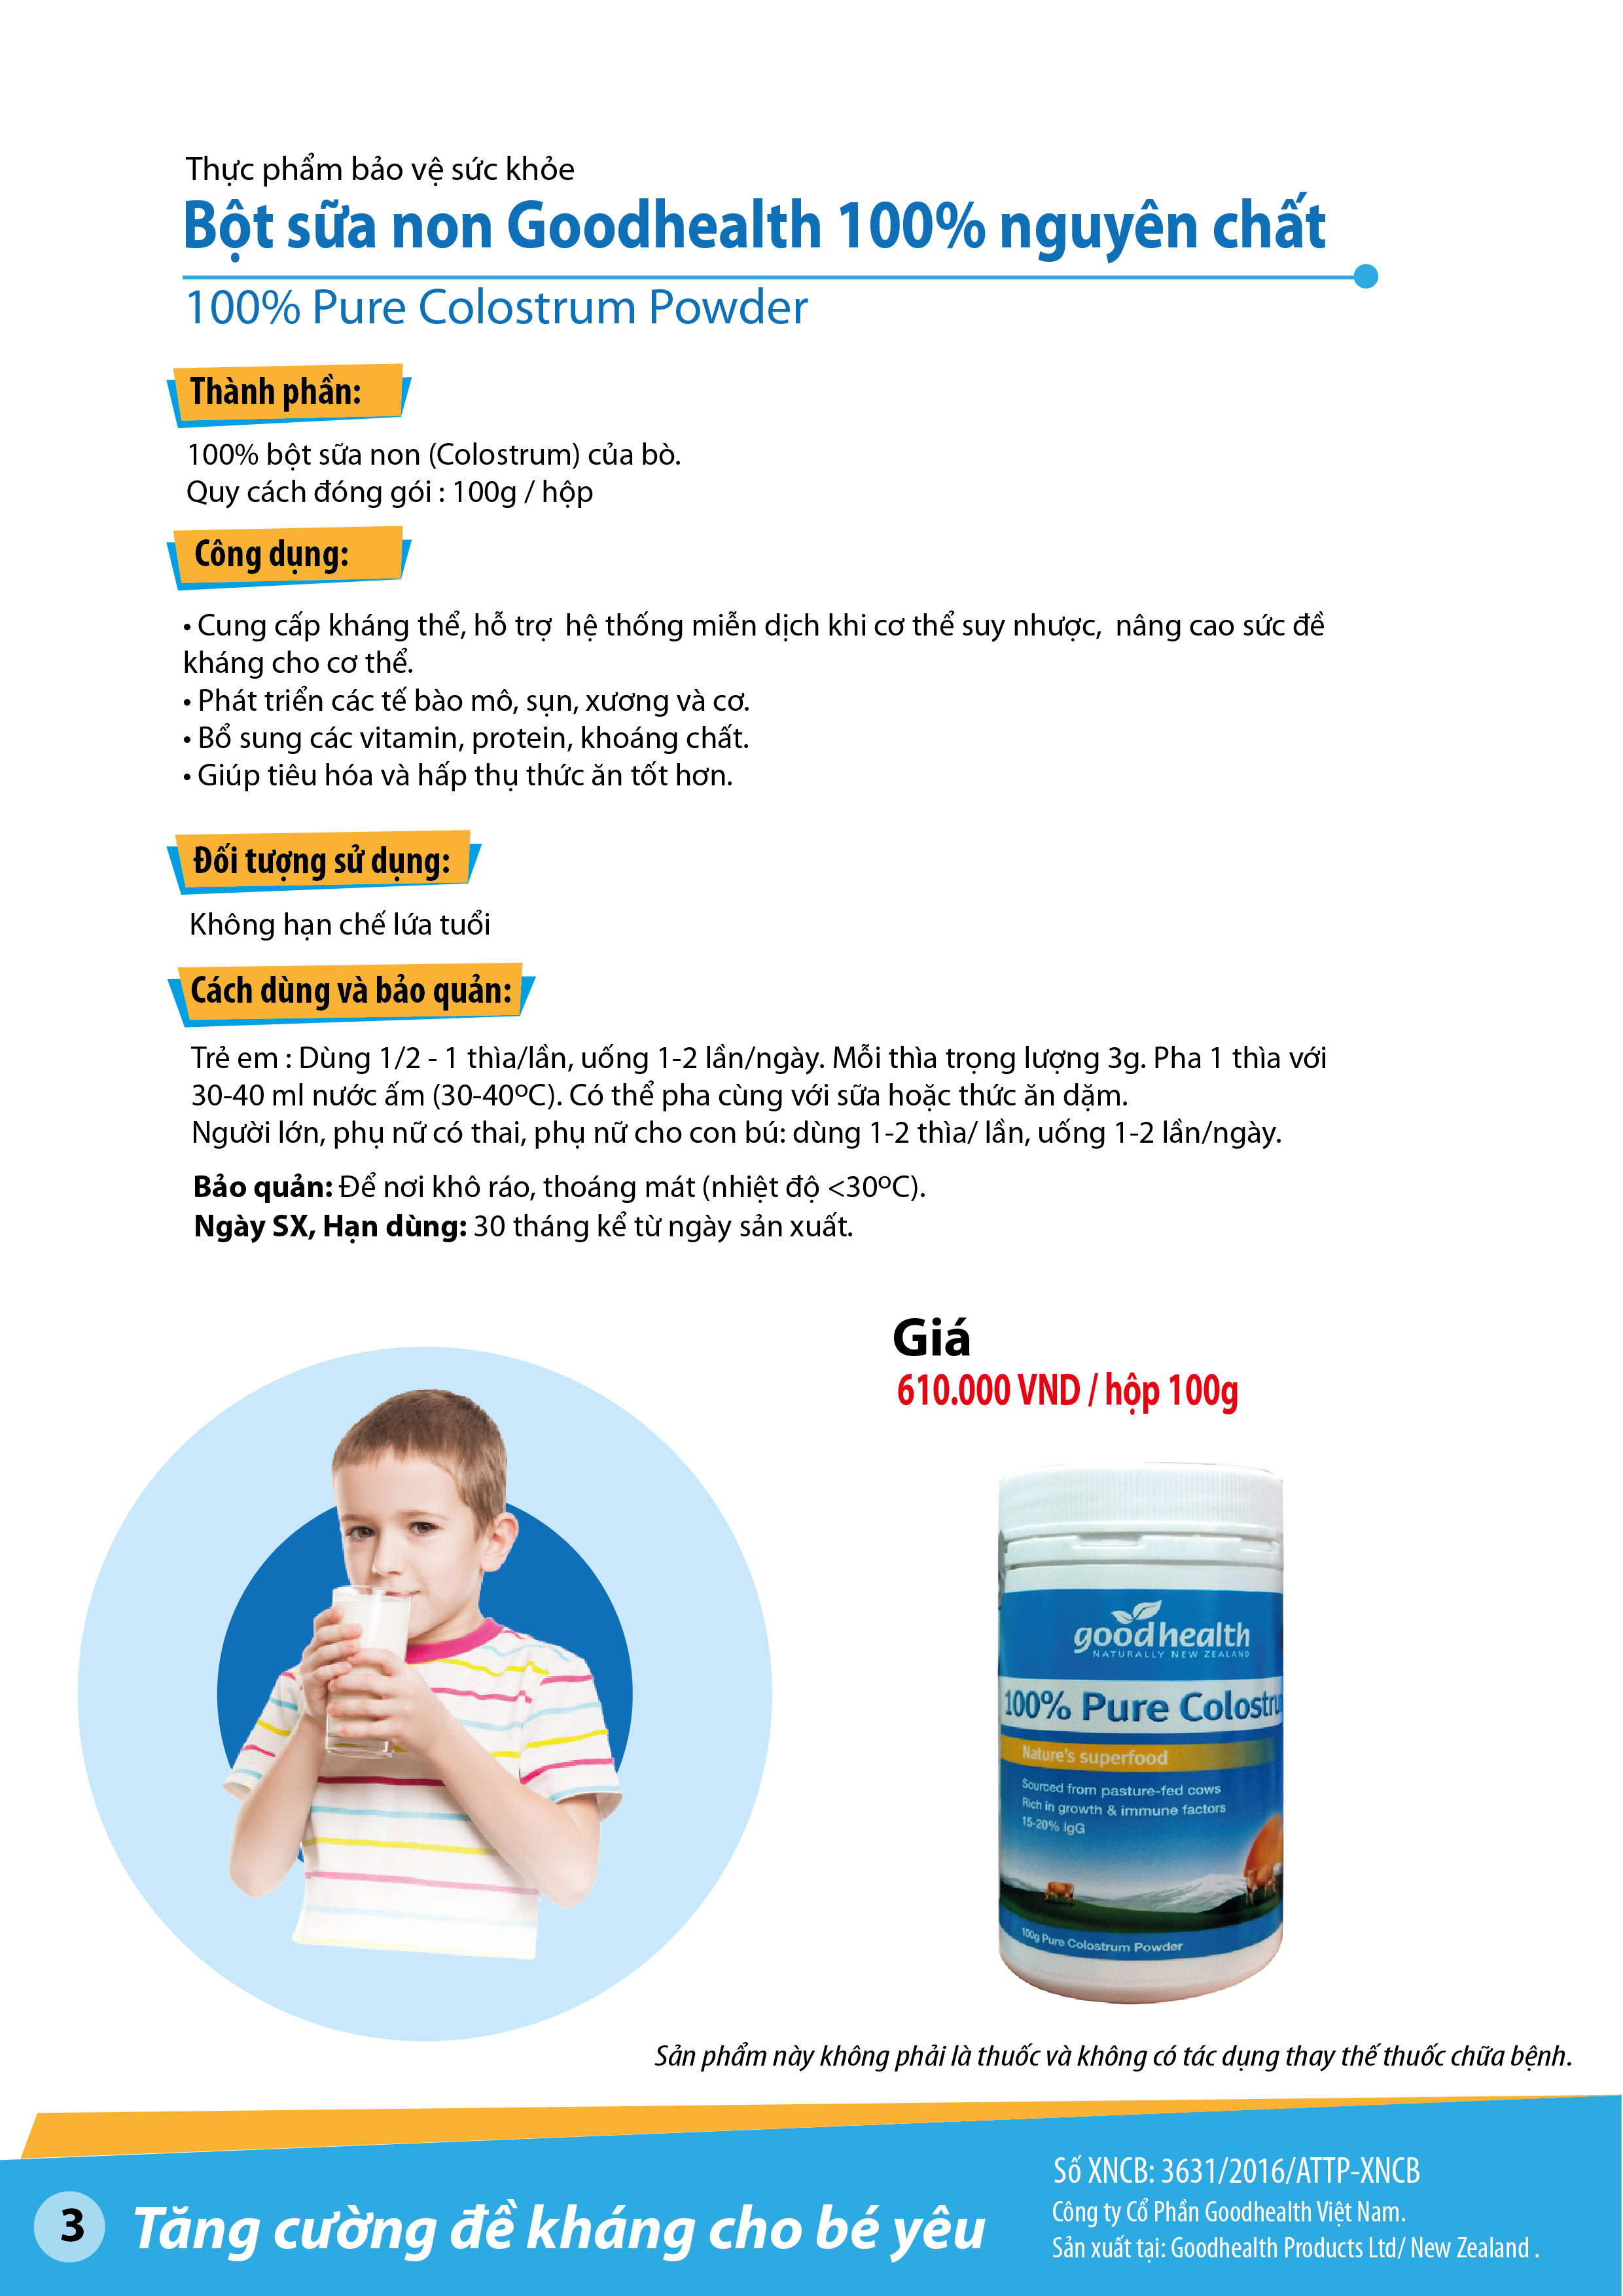 Thực phẩm bảo vệ sức khỏe
Bột sữa non Goodhealth 100% nguyên chất
100% Pure Colostrum Powder
Thành phần:
100% bột sữa non (Colostrum) của bò.
Quy cách đóng gói : 100g / hộp
Công dụng:
• Cung cấp kháng thể, hỗ trợ hệ thống miễn dịch khi cơ thể suy nhược, nâng cao sức đề
kháng cho cơ thể.
• Phát triển các tế bào mô, sụn, xương và cơ.
• Bổ sung các vitamin, protein, khoáng chất.
• Giúp tiêu hóa và hấp thụ thức ăn tốt hơn.
Đối tượng sử dụng:
Không hạn chế lứa tuổi
Cách dùng và bảo quản:
Trẻ em : Dùng 1/2 - 1 thìa/lần, uống 1-2 lần/ngày. Mỗi thìa trọng lượng 3g. Pha 1 thìa với
30-40 ml nước ấm (30-40ºC). Có thể pha cùng với sữa hoặc thức ăn dặm.
Người lớn, phụ nữ có thai, phụ nữ cho con bú: dùng 1-2 thìa/ lần, uống 1-2 lần/ngày.
Bảo quản: Để nơi khô ráo, thoáng mát (nhiệt độ <30ºC).
Ngày SX, Hạn dùng: 30 tháng kể từ ngày sản xuất.
Giá
610.000 VND / hộp 100g
goodhealth
NATURALLY NEW ZEALAND
100% Pure Colostru
Nature's superfood
Sourced from pasture-fed cows
Rich in growth & immune factors
15-20% IgG
100g Pure Colostrum Powder
Sản phẩm này không phải là thuốc và không có tác dụng thay thế thuốc chữa bệnh.
3 Tăng cường đề kháng cho bé yêu
Số XNCB: 3631/2016/ATTP-XNCB
Công ty Cổ Phần Goodhealth Việt Nam.
Sản xuất tại: Goodhealth Products Ltd/ New Zealand .